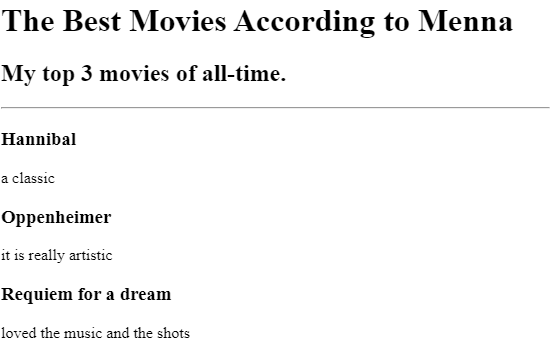 The Best Movies According to Menna
My top 3 movies of all-time.
Hannibal
a classic
Oppenheimer
it is really artistic
Requiem for a dream
loved the music and the shots